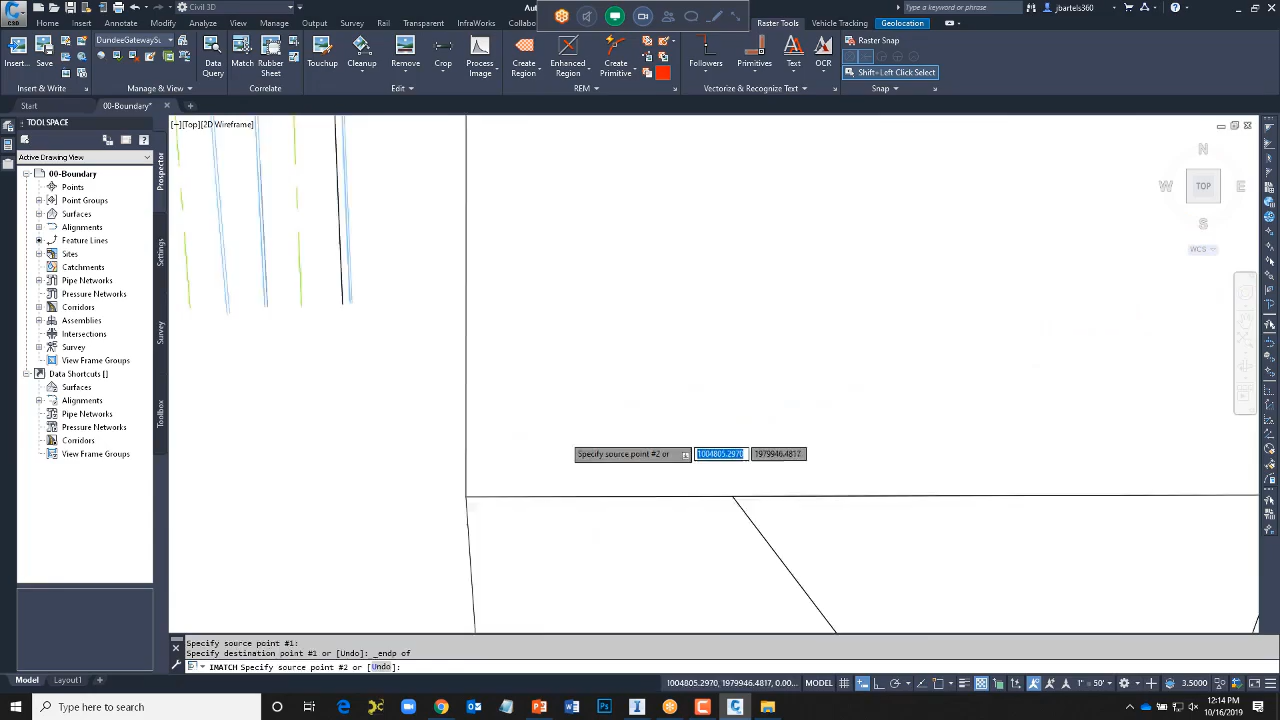 C3D
Civil 3D
Au
Type a keyword or phrase
jbartels360
Home
Insert
Annotate
Modify
Analyze
View
Manage
Output
Survey
Rail
Transparent
InfraWorks
Raster Tools
Vehicle Tracking
Geolocation
DundeeGatewaySu
Raster Snap
Insert...
Save
Data Query
Match
Rubber Sheet
Touchup
Cleanup
Remove
Crop
Process Image
Create Region
Enhanced Region
Create Primitive
Followers
Primitives
Text
OCR
Shift+Left Click Select
Insert & Write
Manage & View
Correlate
Edit
REM
Vectorize & Recognize Text
Snap
Start
00-Boundary*
TOOLSPACE
[−][Top][2D Wireframe]
Active Drawing View
00-Boundary
Points
Point Groups
Surfaces
Alignments
Feature Lines
Sites
Catchments
Pipe Networks
Pressure Networks
Corridors
Assemblies
Intersections
Survey
View Frame Groups
Data Shortcuts []
Surfaces
Alignments
Pipe Networks
Pressure Networks
Corridors
View Frame Groups
Prospector
Settings
Survey
Toolbox
N
W
TOP
E
S
WCS
Specify source point #2 or
1004805.2970
1979946.4817
Specify source point #1:
Specify destination point #1 or [Undo]: _endp of
IMATCH Specify source point #2 or [Undo]:
Model
Layout1
1004805.2970, 1979946.4817, 0.00...
MODEL
1" = 50'
3.5000
Type here to search
12:14 PM
10/16/2019